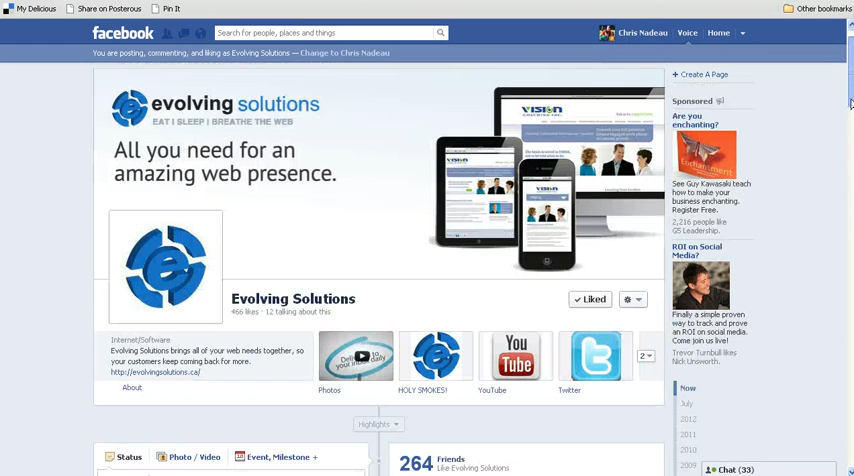 My Delicious Share on Posterous Pin It Other bookmarks
facebook Search for people, places and things Chris Nadeau Voice Home
You are posting, commenting, and liking as Evolving Solutions — Change to Chris Nadeau
evolving solutions
EAT | SLEEP | BREATHE THE WEB
All you need for an
amazing web presence.
VISION
VISION
VISION
Evolving Solutions
466 likes · 12 talking about this
Liked
Internet/Software
Evolving Solutions brings all of your web needs together, so
your customers keep coming back for more.
http://evolvingsolutions.ca/
About
Photos
HOLY SMOKES!
You
Tube
YouTube
Twitter
2
Highlights
Status Photo / Video Event, Milestone +
264 Friends
Like Evolving Solutions
+ Create A Page
Sponsored
Are you
enchanting?
Enchantment
See Guy Kawasaki teach
how to make your
business enchanting.
Register Free.
2,216 people like
G5 Leadership.
ROI on Social
Media?
Finally a simple proven
way to track and prove
an ROI on social media.
Come join us live!
Trevor Turnbull likes
Nick Unsworth.
Now
July
2012
2011
2010
2009
Chat (33)